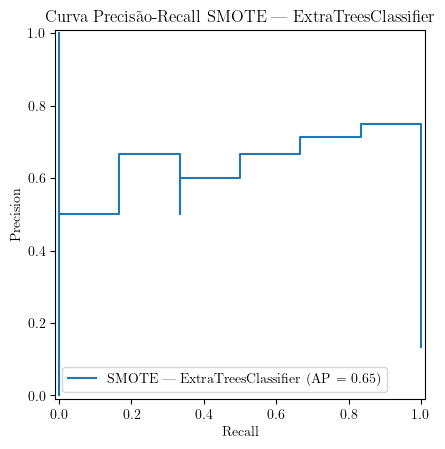 Curva Precisão-Recall SMOTE — ExtraTreesClassifier
1.0
0.8
0.6
0.4
0.2
0.0
Precision
SMOTE — ExtraTreesClassifier (AP = 0.65)
0.0 0.2 0.4 0.6 0.8 1.0
Recall